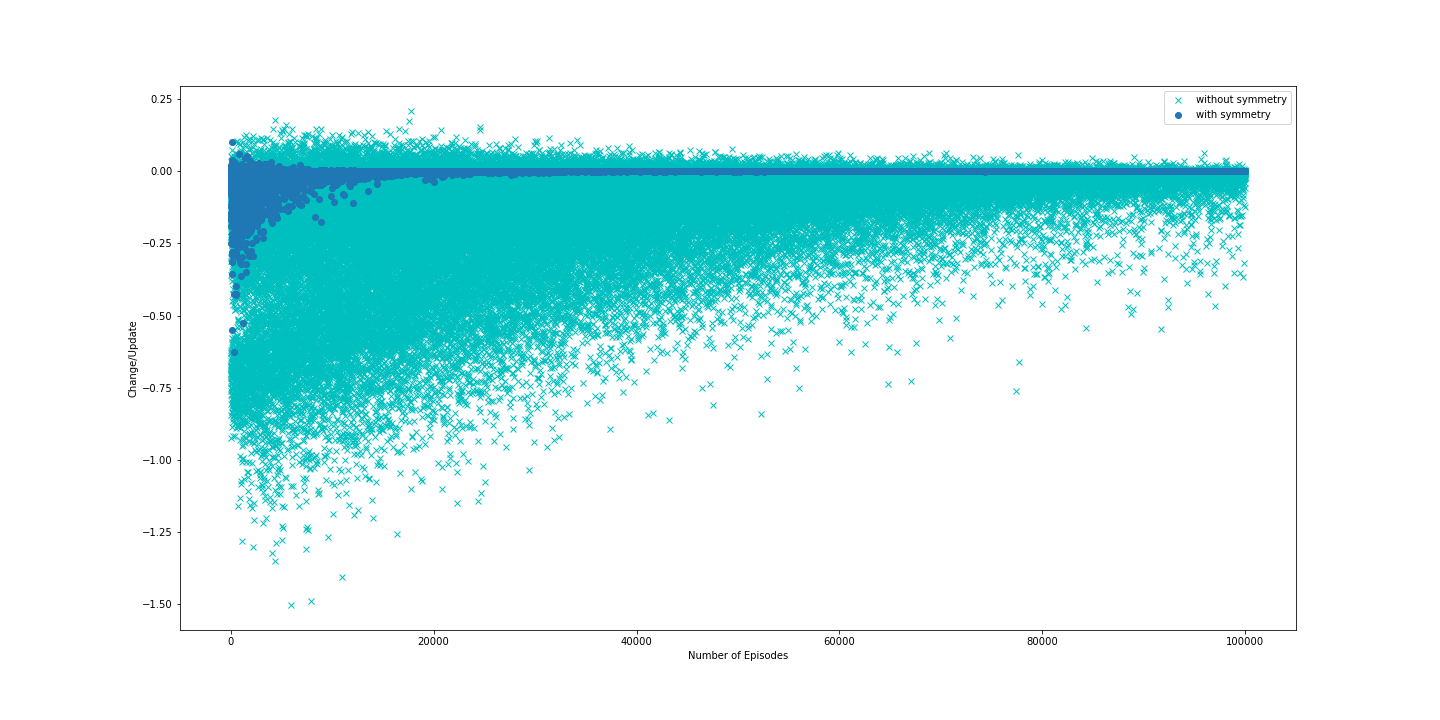 without symmetry
with symmetry
0.25
0.00
−0.25
−0.50
−0.75
−1.00
−1.25
−1.50
Change/Update
0 20000 40000 60000 80000 100000
Number of Episodes